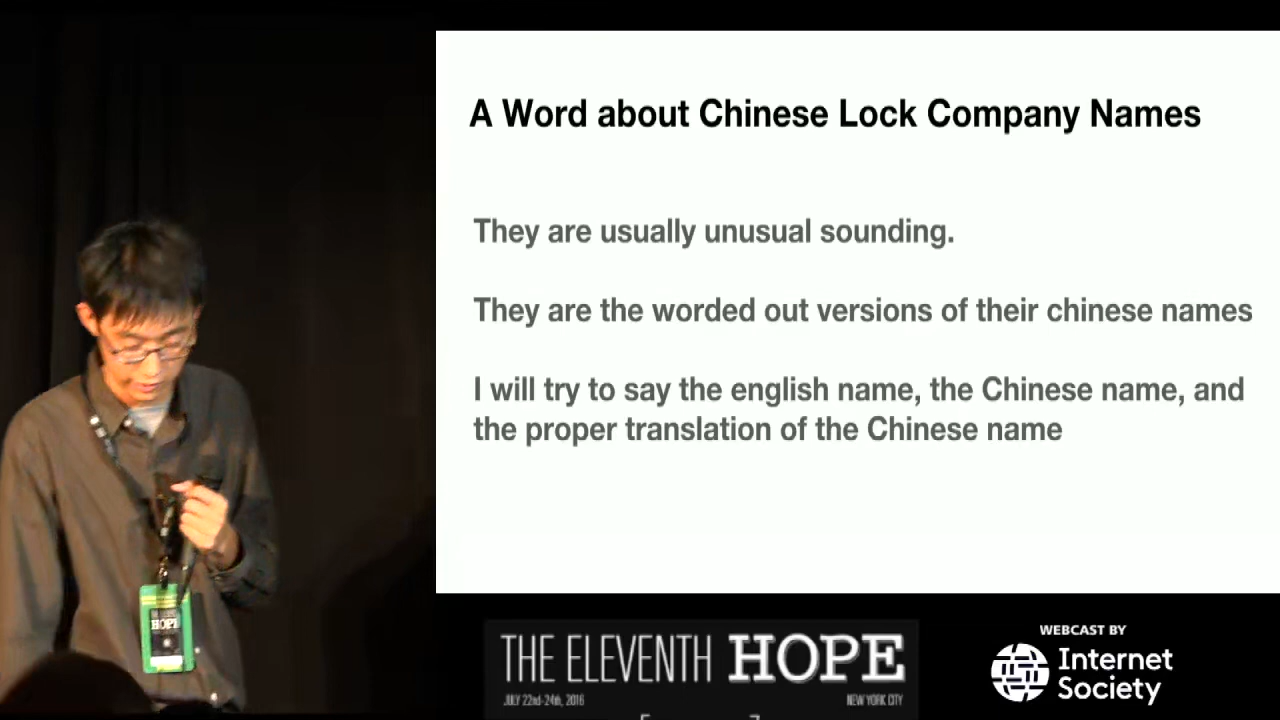 A Word about Chinese Lock Company Names
They are usually unusual sounding.
They are the worded out versions of their chinese names
I will try to say the english name, the Chinese name, and
the proper translation of the Chinese name
HOPE
THE ELEVENTH HOPE
JULY 22nd-24th, 2016
NEW YORK CITY
WEBCAST BY
Internet
Society